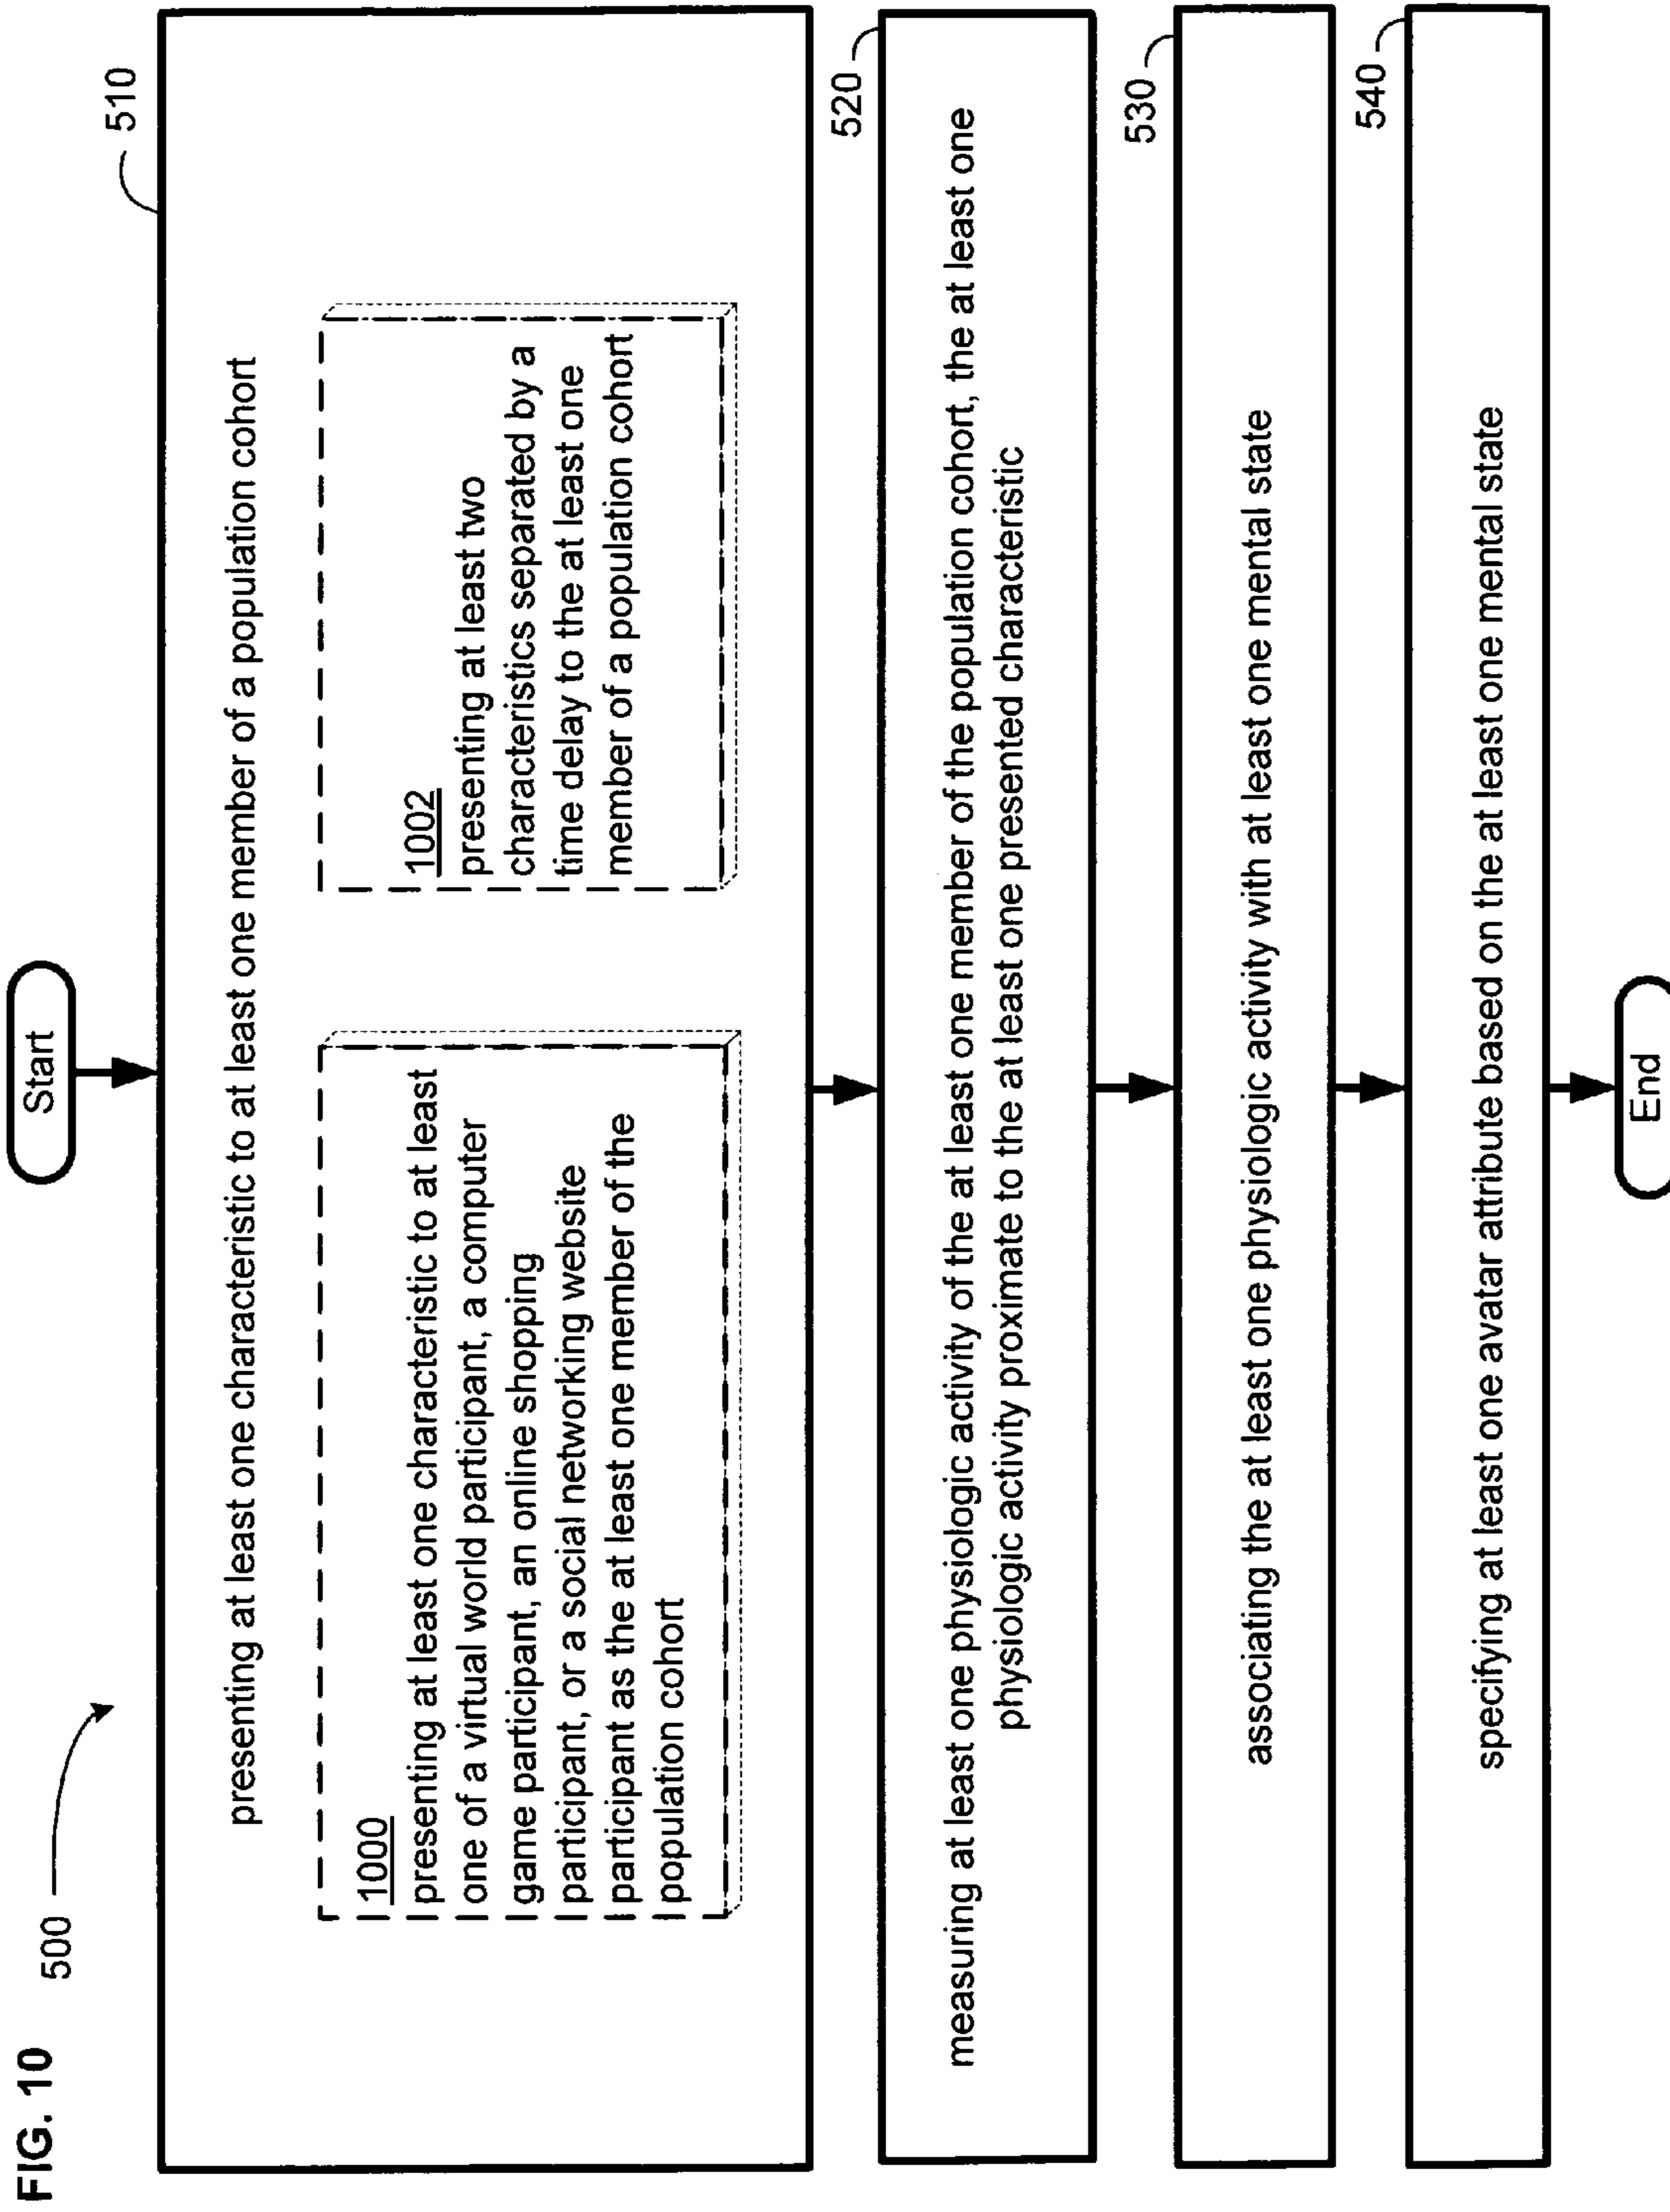 FIG. 10
500
Start
510
presenting at least one characteristic to at least one member of a population cohort
1000
presenting at least one characteristic to at least
one of a virtual world participant, a computer
game participant, an online shopping
participant, or a social networking website
participant as the at least one member of the
population cohort
1002
presenting at least two
characteristics separated by a
time delay to the at least one
member of a population cohort
520
measuring at least one physiologic activity of the at least one member of the population cohort, the at least one
physiologic activity proximate to the at least one presented characteristic
530
associating the at least one physiologic activity with at least one mental state
540
specifying at least one avatar attribute based on the at least one mental state
End